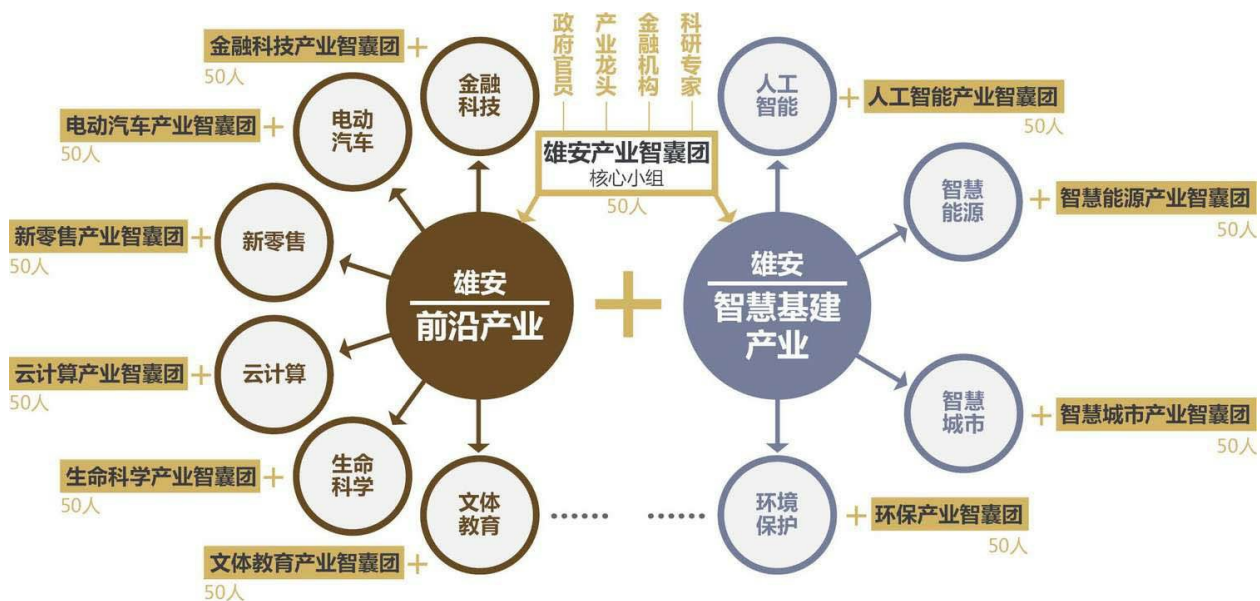 金融科技产业智囊团
50人
金融
科技
电动汽车产业智囊团
50人
电动
汽车
新零售产业智囊团
50人
新零售
云计算产业智囊团
50人
云计算
生命科学产业智囊团
50人
生命
科学
文体教育产业智囊团
50人
文体
教育
雄安
前沿产业
政府官员
产业龙头
金融机构
科研专家
雄安产业智囊团
核心小组
50人
雄安
智慧基建
产业
人工
智能
人工智能产业智囊团
50人
智慧
能源
智慧能源产业智囊团
50人
智慧
城市
智慧城市产业智囊团
50人
环境
保护
环保产业智囊团
50人